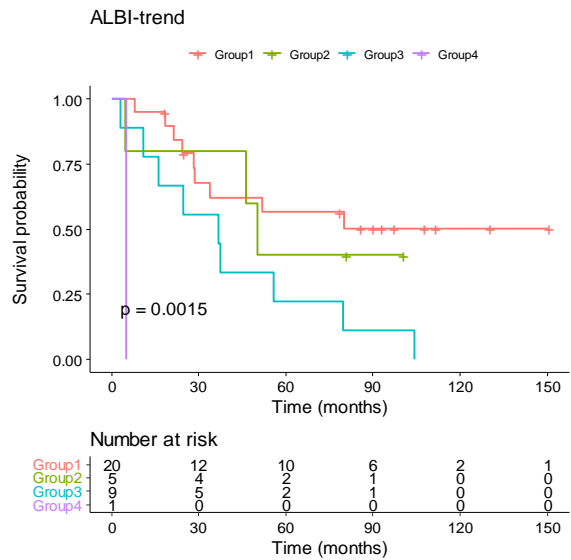 ALBI-trend
Group1 Group2 Group3 Group4
1.00
0.75
0.50
0.25
0.00
Survival probability
p = 0.0015
0 30 60 90 120 150
Time (months)
Number at risk
Group1 20 12 10 6 2 1
Group2 5 4 2 1 0 0
Group3 9 5 2 1 0 0
Group4 1 0 0 0 0 0
0 30 60 90 120 150
Time (months)